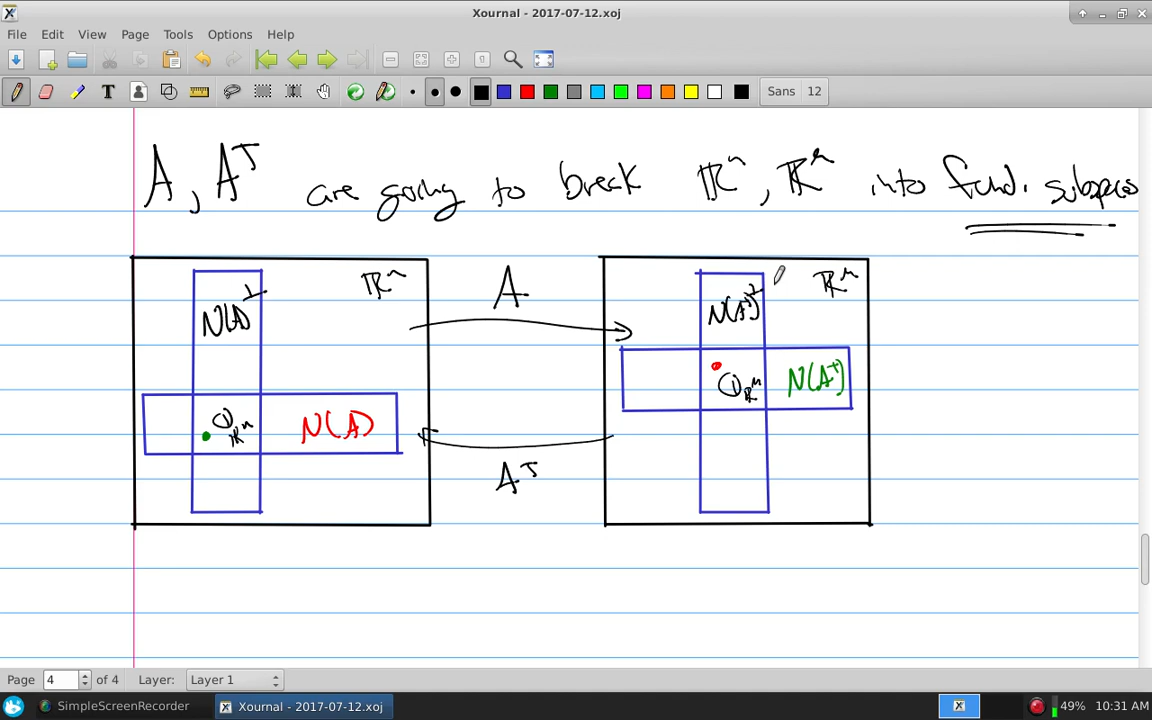 Xournal - 2017-07-12.xoj
File Edit View Page Tools Options Help
Sans 12
A, Aᵀ are going to break ℝⁿ, ℝᵐ into fund. subspaces
N(A)^⊥ ℝⁿ A N(Aᵀ)^⊥ ℝᵐ
0_ℝⁿ N(A) 0_ℝᵐ N(Aᵀ)
Aᵀ
Page 4 of 4 Layer: Layer 1
SimpleScreenRecorder Xournal - 2017-07-12.xoj 49% 10:31 AM